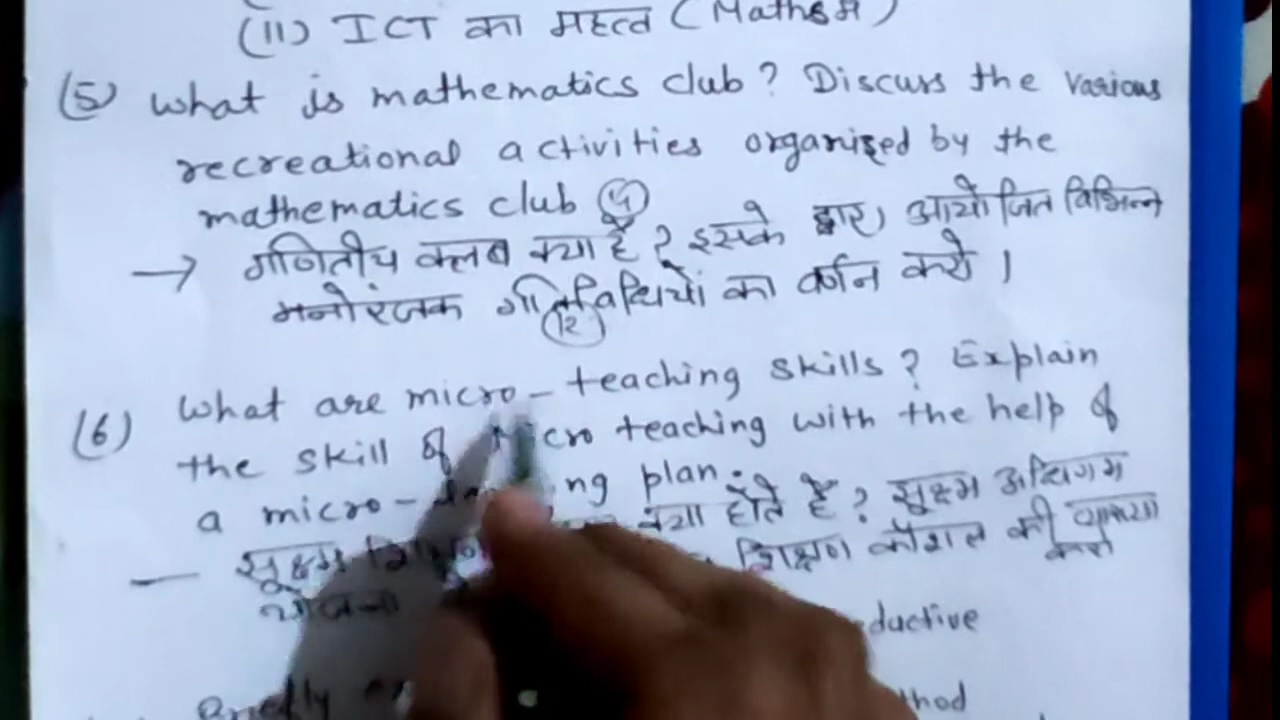 (II) ICT का महत्व (Maths में)
(5) What is mathematics club? Discuss the various
recreational activities organized by the
mathematics club (4)
→ गणितीय क्लब क्या है? इसके द्वारा आयोजित विभिन्न
मनोरंजक गतिविधियों का वर्णन करो।
(12)
(6) What are micro-teaching skills? Explain
the skill of micro teaching with the help of
a micro- ng plan.
— सूक्ष्म क्या होते हैं? सूक्ष्म अधिगम
योजना शिक्षण कौशल की व्याख्या
करो
ductive
Briefly